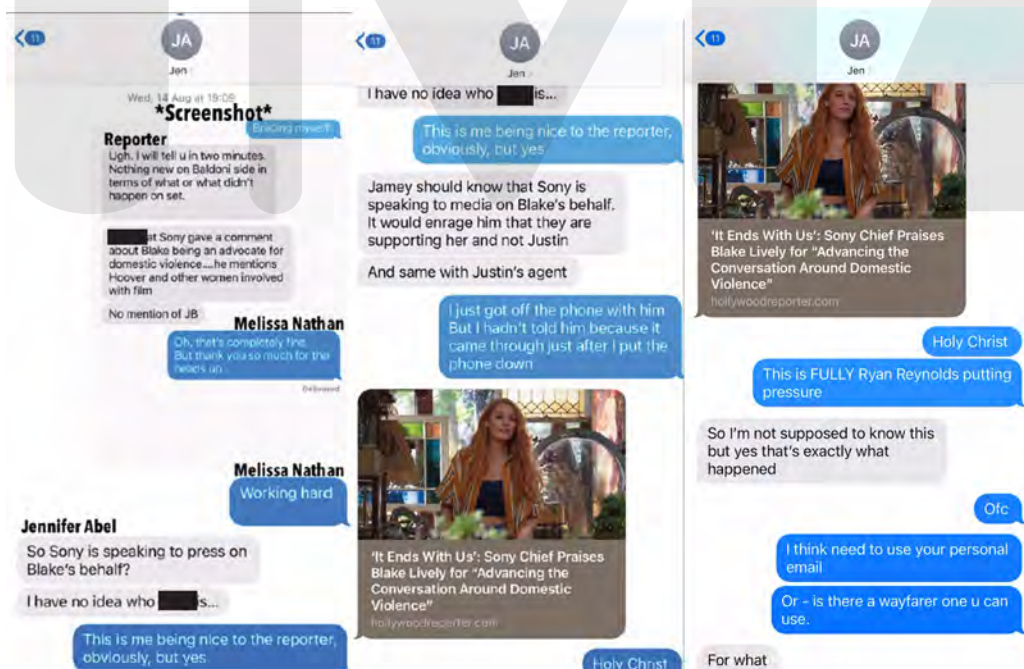 11
JA
Jen
Wed, 14 Aug at 19:09
*Screenshot*
Bracing myself
Reporter
Ugh. I will tell u in two minutes.
Nothing new on Baldoni side in
terms of what or what didn't
happen on set.
at Sony gave a comment
about Blake being an advocate for
domestic violence....he mentions
Hoover and other women involved
with film
No mention of JB
Melissa Nathan
Oh, that's completely fine.
But thank you so much for the
heads up
Delivered
Melissa Nathan
Working hard
Jennifer Abel
So Sony is speaking to press on
Blake's behalf?
I have no idea who is...
This is me being nice to the reporter,
obviously, but yes
11
JA
Jen
I have no idea who is...
This is me being nice to the reporter,
obviously, but yes
Jamey should know that Sony is
speaking to media on Blake's behalf.
It would enrage him that they are
supporting her and not Justin
And same with Justin's agent
I just got off the phone with him
But I hadn't told him because it
came through just after I put the
phone down
'It Ends With Us': Sony Chief Praises
Blake Lively for "Advancing the
Conversation Around Domestic
Violence"
hollywoodreporter.com
Holy Christ
11
JA
Jen
'It Ends With Us': Sony Chief Praises
Blake Lively for "Advancing the
Conversation Around Domestic
Violence"
hollywoodreporter.com
Holy Christ
This is FULLY Ryan Reynolds putting
pressure
So I'm not supposed to know this
but yes that's exactly what
happened
Ofc
I think need to use your personal
email
Or - is there a wayfarer one u can
use.
For what